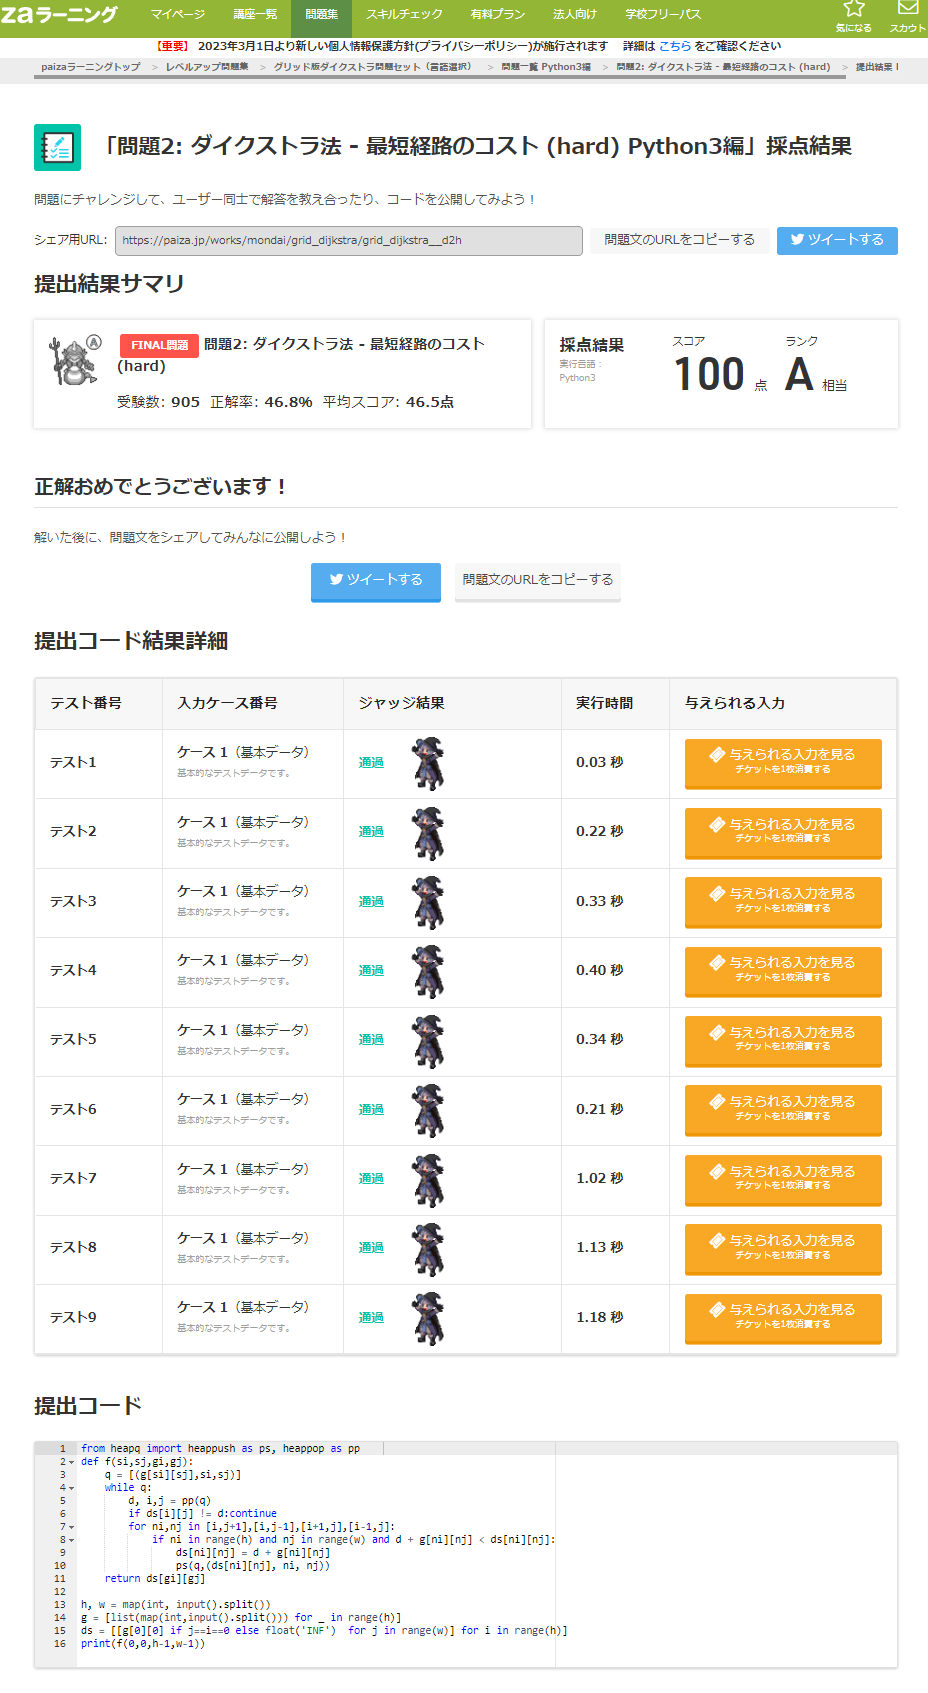 zaラーニング
マイページ 講座一覧 問題集 スキルチェック 有料プラン 法人向け 学校フリーパス 気になる スカウト
【重要】 2023年3月1日より新しい個人情報保護方針(プライバシーポリシー)が施行されます 詳細は こちら をご確認ください
paizaラーニングトップ > レベルアップ問題集 > グリッド版ダイクストラ問題セット（言語選択） > 問題一覧 Python3編 > 問題2: ダイクストラ法 - 最短経路のコスト (hard) > 提出結果
「問題2: ダイクストラ法 - 最短経路のコスト (hard) Python3編」採点結果
問題にチャレンジして、ユーザー同士で解答を教え合ったり、コードを公開してみよう！
シェア用URL: https://paiza.jp/works/mondai/grid_dijkstra/grid_dijkstra__d2h 問題文のURLをコピーする ツイートする
提出結果サマリ
A FINAL問題 問題2: ダイクストラ法 - 最短経路のコスト
(hard)
受験数: 905 正解率: 46.8% 平均スコア: 46.5点
採点結果 スコア ランク
実行言語：
Python3
100 点 A 相当
正解おめでとうございます！
解いた後に、問題文をシェアしてみんなに公開しよう！
ツイートする 問題文のURLをコピーする
提出コード結果詳細
テスト番号 入力ケース番号 ジャッジ結果 実行時間 与えられる入力
テスト1 ケース 1（基本データ） 通過 0.03 秒 与えられる入力を見る
基本的なテストデータです。 チケットを1枚消費する
テスト2 ケース 1（基本データ） 通過 0.22 秒 与えられる入力を見る
基本的なテストデータです。 チケットを1枚消費する
テスト3 ケース 1（基本データ） 通過 0.33 秒 与えられる入力を見る
基本的なテストデータです。 チケットを1枚消費する
テスト4 ケース 1（基本データ） 通過 0.40 秒 与えられる入力を見る
基本的なテストデータです。 チケットを1枚消費する
テスト5 ケース 1（基本データ） 通過 0.34 秒 与えられる入力を見る
基本的なテストデータです。 チケットを1枚消費する
テスト6 ケース 1（基本データ） 通過 0.21 秒 与えられる入力を見る
基本的なテストデータです。 チケットを1枚消費する
テスト7 ケース 1（基本データ） 通過 1.02 秒 与えられる入力を見る
基本的なテストデータです。 チケットを1枚消費する
テスト8 ケース 1（基本データ） 通過 1.13 秒 与えられる入力を見る
基本的なテストデータです。 チケットを1枚消費する
テスト9 ケース 1（基本データ） 通過 1.18 秒 与えられる入力を見る
基本的なテストデータです。 チケットを1枚消費する
提出コード
1 from heapq import heappush as ps, heappop as pp
2 def f(si,sj,gi,gj):
3     q = [(g[si][sj],si,sj)]
4     while q:
5         d, i,j = pp(q)
6         if ds[i][j] != d:continue
7         for ni,nj in [i,j+1],[i,j-1],[i+1,j],[i-1,j]:
8             if ni in range(h) and nj in range(w) and d + g[ni][nj] < ds[ni][nj]:
9                 ds[ni][nj] = d + g[ni][nj]
10                 ps(q,(ds[ni][nj], ni, nj))
11     return ds[gi][gj]
12
13 h, w = map(int, input().split())
14 g = [list(map(int,input().split())) for _ in range(h)]
15 ds = [[g[0][0] if j==i==0 else float('INF')  for j in range(w)] for i in range(h)]
16 print(f(0,0,h-1,w-1))